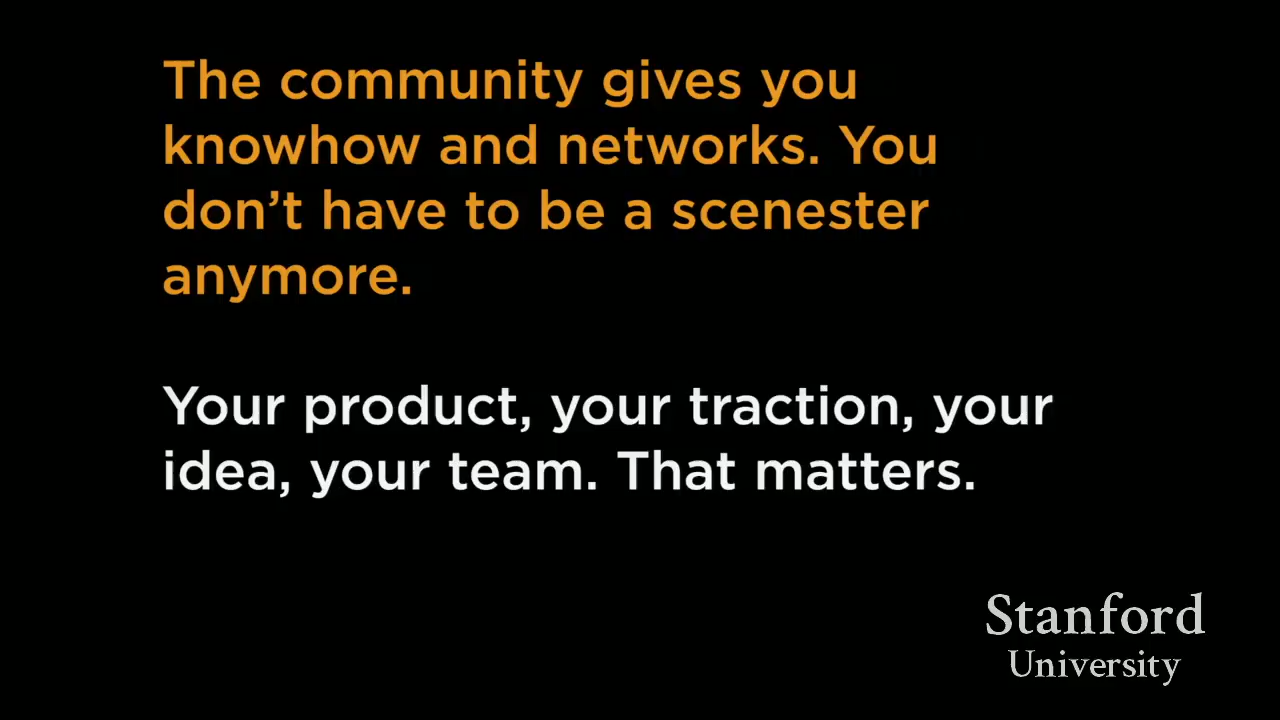 The community gives you
knowhow and networks. You
don’t have to be a scenester
anymore.
Your product, your traction, your
idea, your team. That matters.
Stanford
University